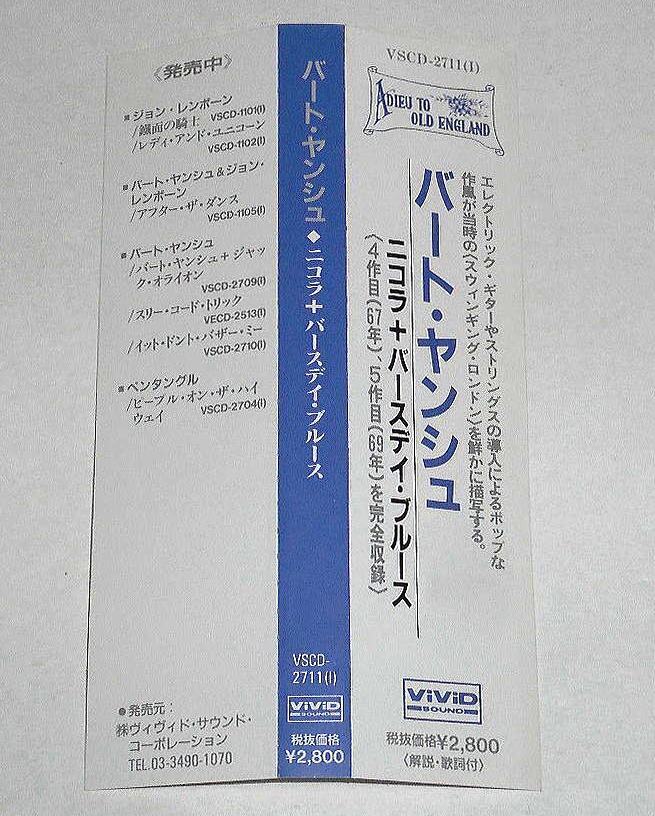 《発売中》
■ジョン・レンボーン
/鐵面の騎士 VSCD-1101(I)
/レディ・アンド・ユニコーン
VSCD-1102(I)
■バート・ヤンシュ&ジョン・
レンボーン
/アフター・ザ・ダンス
VSCD-1105(I)
■バート・ヤンシュ
/バート・ヤンシュ+ジャッ
ク・オライオン
VSCD-2709(I)
/スリー・コード・トリック
VECD-2513(I)
/イット・ドント・バザー・ミー
VSCD-2710(I)
■ペンタングル
/ピープル・オン・ザ・ハイ
ウェイ VSCD-2704(I)
●発売元:
㈱ヴィヴィド・サウンド・
コーポレーション
TEL.03-3490-1070
バート・ヤンシュ◆ニコラ+バースデイ・ブルース
VSCD-
2711(I)
ViViD
SOUND
税抜価格
¥2,800
VSCD-2711(I)
ADIEU TO
OLD ENGLAND
エレクトリック・ギターやストリングスの導入によるポップな
作風が当時の〈スウィンギング・ロンドン〉を鮮かに描写する。
バート・ヤンシュ
ニコラ+バースデイ・ブルース
〈4作目(67年)、5作目(69年)を完全収録〉
ViViD
SOUND
税抜価格¥2,800
〈解説・歌詞付〉